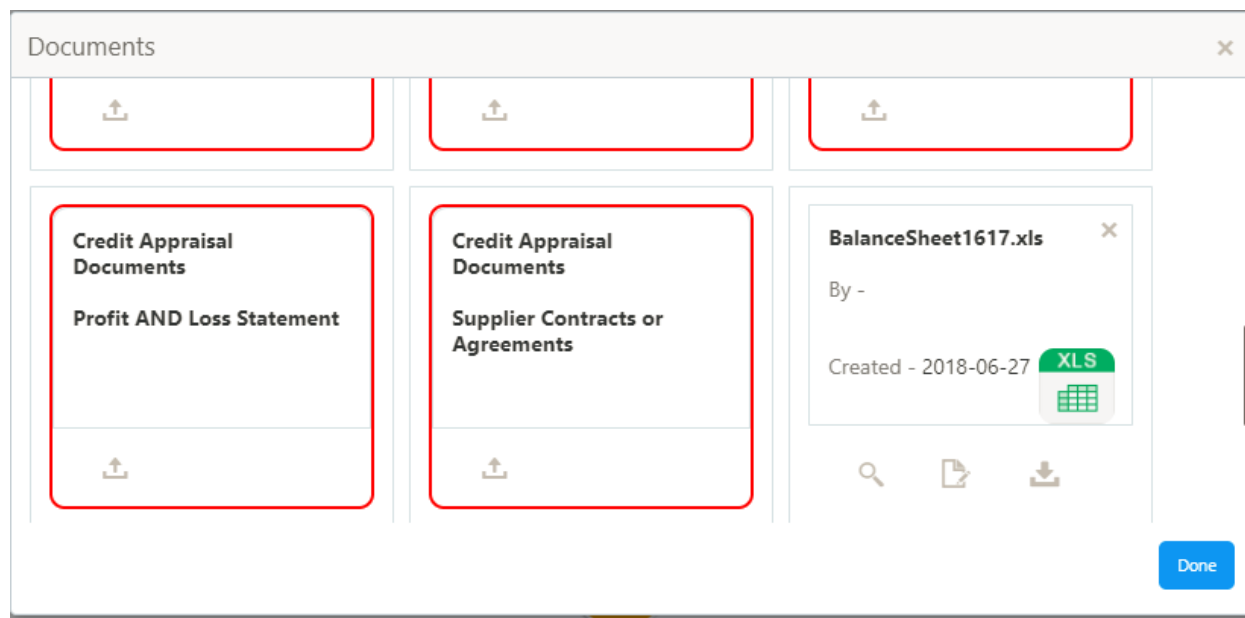 Documents
Credit Appraisal
Documents
Profit AND Loss Statement
Credit Appraisal
Documents
Supplier Contracts or
Agreements
BalanceSheet1617.xls
By -
Created - 2018-06-27
XLS
Done